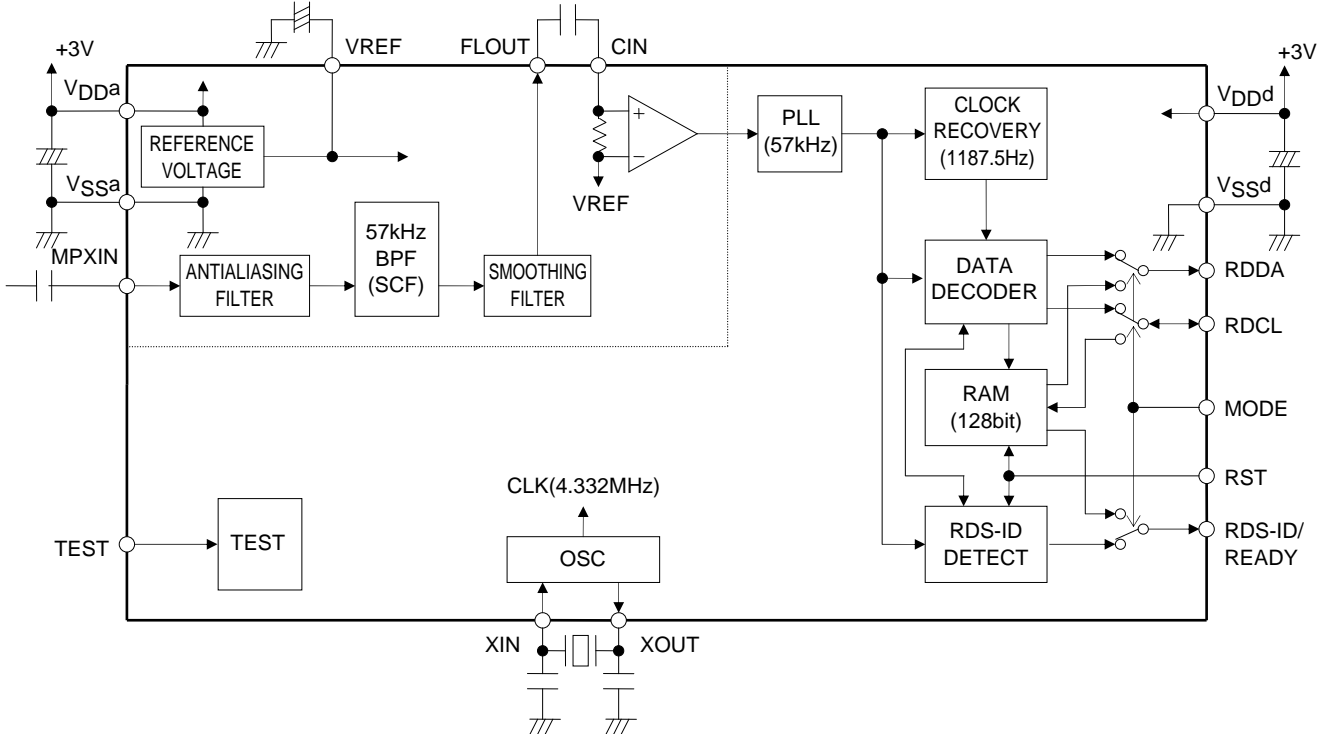 VREF
FLOUT
CIN
+3V
+3V
VDDa
PLL
(57kHz)
CLOCK
RECOVERY
(1187.5Hz)
VDDd
REFERENCE
VOLTAGE
+
−
VSSa
VREF
VSSd
MPXIN
57kHz
BPF
(SCF)
ANTIALIASING
FILTER
SMOOTHING
FILTER
DATA
DECODER
RDDA
RDCL
RAM
(128bit)
MODE
RST
CLK(4.332MHz)
TEST
TEST
OSC
RDS-ID
DETECT
RDS-ID/
READY
XIN
XOUT